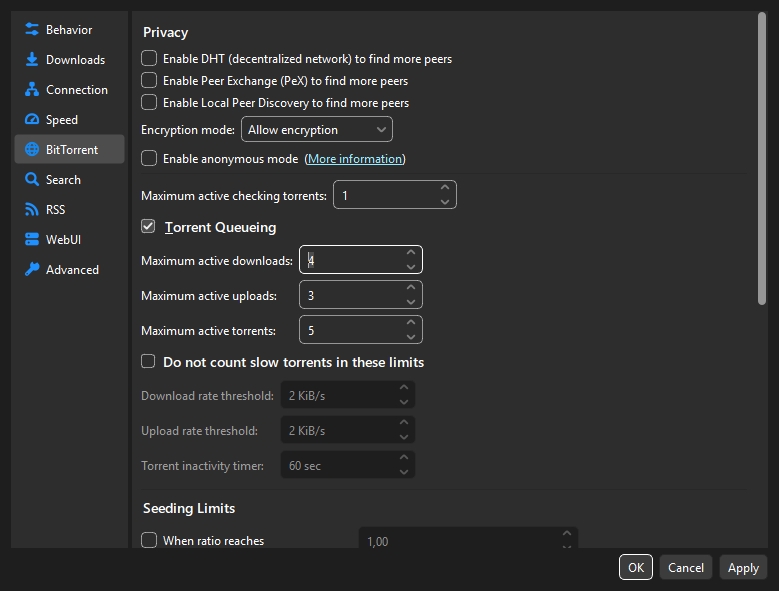 Behavior
Downloads
Connection
Speed
BitTorrent
Search
RSS
WebUI
Advanced
Privacy
Enable DHT (decentralized network) to find more peers
Enable Peer Exchange (PeX) to find more peers
Enable Local Peer Discovery to find more peers
Encryption mode: Allow encryption
Enable anonymous mode (More information)
Maximum active checking torrents: 1
Torrent Queueing
Maximum active downloads: 4
Maximum active uploads: 3
Maximum active torrents: 5
Do not count slow torrents in these limits
Download rate threshold: 2 KiB/s
Upload rate threshold: 2 KiB/s
Torrent inactivity timer: 60 sec
Seeding Limits
When ratio reaches 1,00
OK Cancel Apply